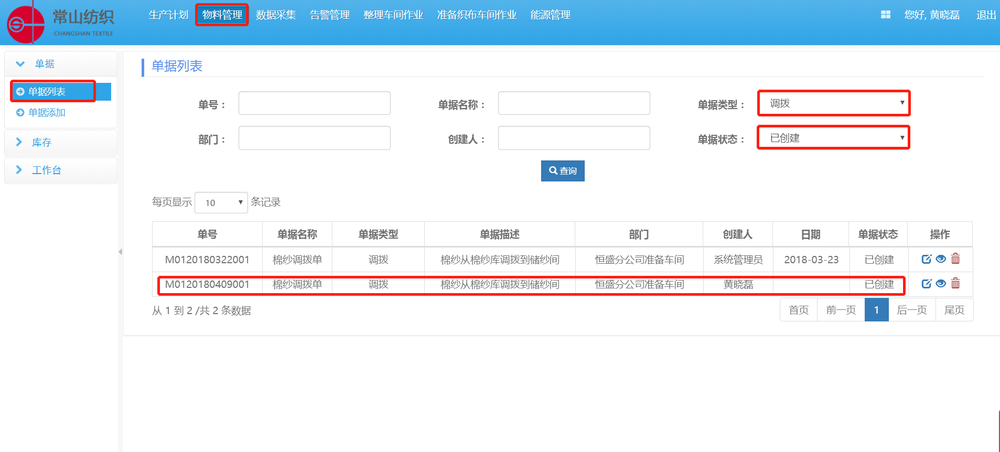 常山纺织
CHANGSHAN TEXTILE
生产计划 物料管理 数据采集 告警管理 整理车间作业 准备织布车间作业 能源管理
您好, 黄晓磊 退出
单据
单据列表
单据添加
库存
工作台
单据列表
单号： 单据名称： 单据类型： 调拨
部门： 创建人： 单据状态： 已创建
查询
每页显示 10 条记录
单号 单据名称 单据类型 单据描述 部门 创建人 日期 单据状态 操作
M0120180322001 棉纱调拨单 调拨 棉纱从棉纱库调拨到储纱间 恒盛分公司准备车间 系统管理员 2018-03-23 已创建
M0120180409001 棉纱调拨单 调拨 棉纱从棉纱库调拨到储纱间 恒盛分公司准备车间 黄晓磊 已创建
从 1 到 2 /共 2 条数据
首页 前一页 1 后一页 尾页